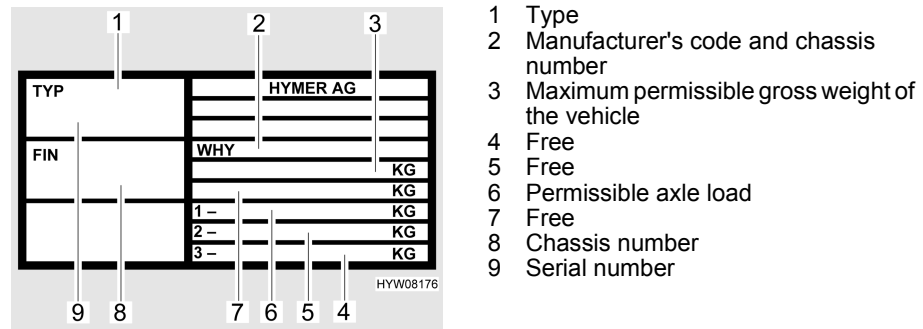 1 2 3
TYP
HYMER AG
FIN
WHY
KG
KG
1 – KG
2 – KG
3 – KG
HYW08176
9 8 7 6 5 4
1 Type
2 Manufacturer's code and chassis
number
3 Maximum permissible gross weight of
the vehicle
4 Free
5 Free
6 Permissible axle load
7 Free
8 Chassis number
9 Serial number